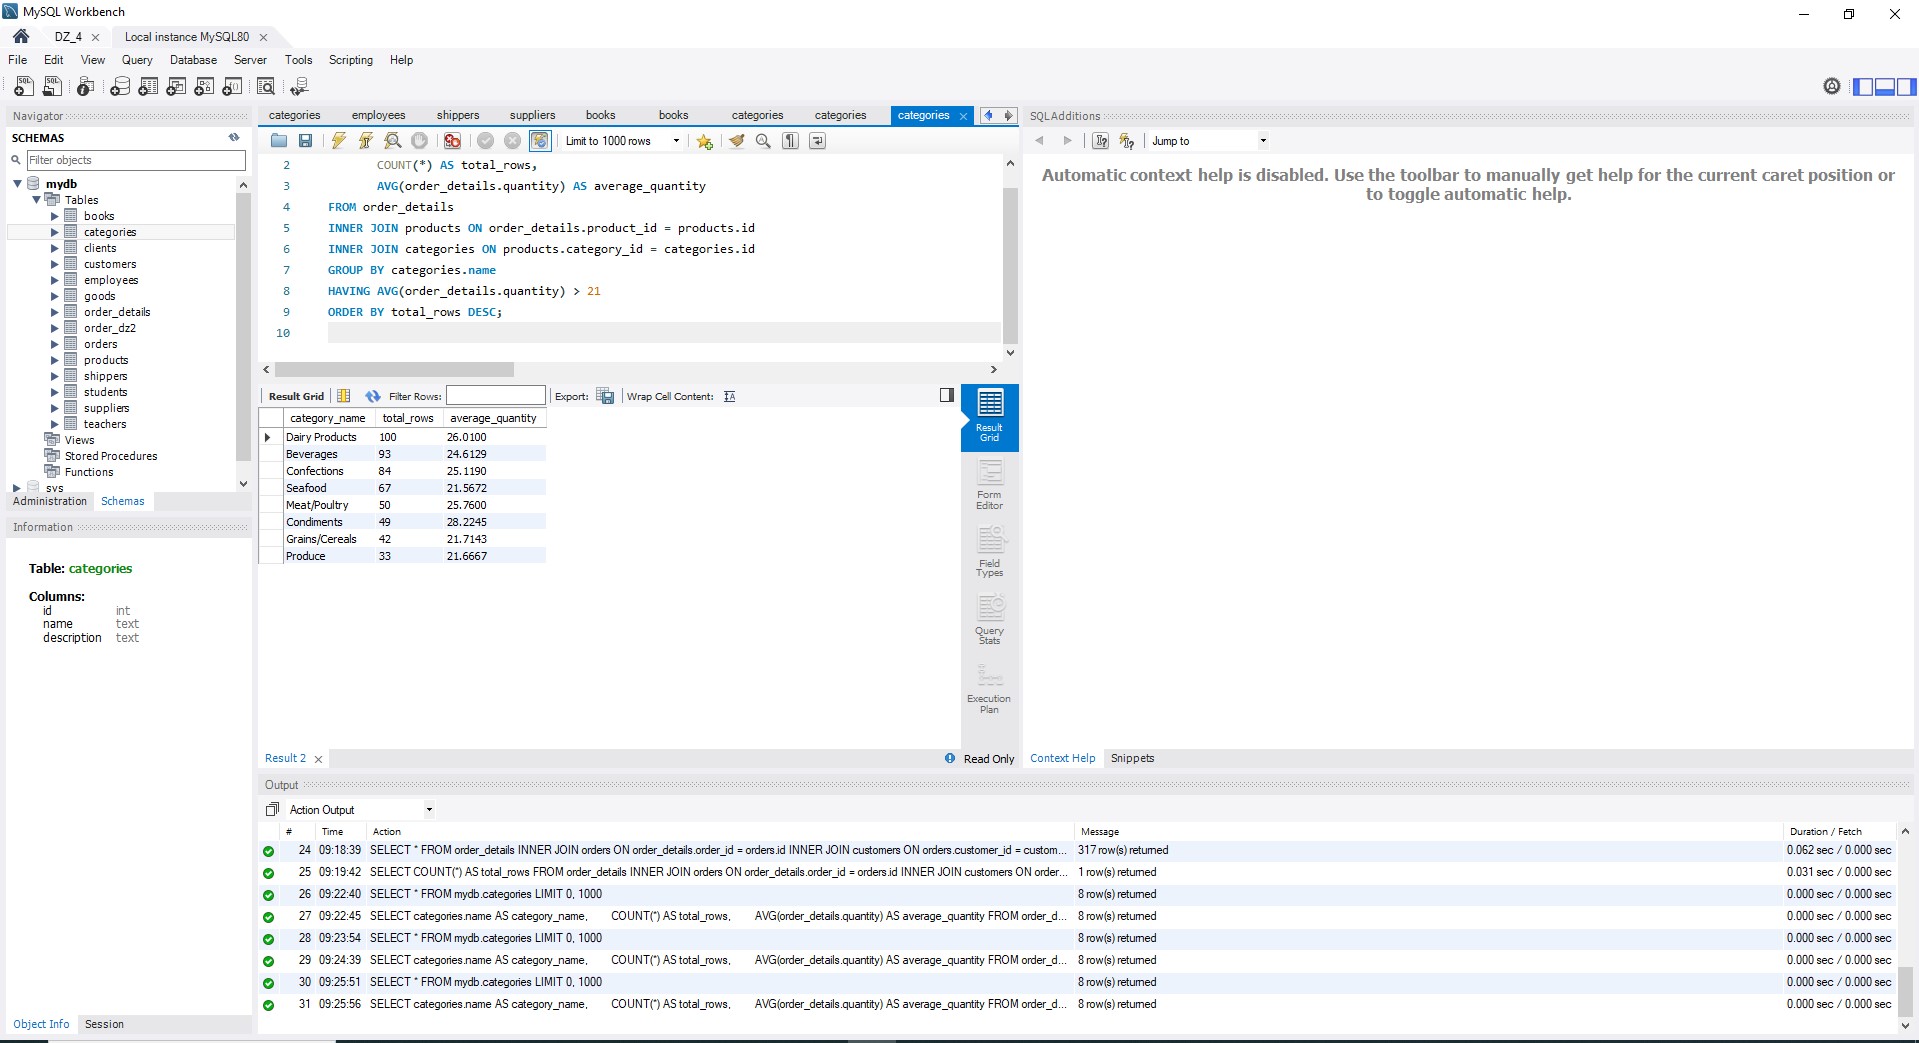 MySQL Workbench
DZ_4
Local instance MySQL80
File Edit View Query Database Server Tools Scripting Help
Navigator
SCHEMAS
Filter objects
mydb
Tables
books
categories
clients
customers
employees
goods
order_details
order_dz2
orders
products
shippers
students
suppliers
teachers
Views
Stored Procedures
Functions
sys
Administration Schemas
Information
Table: categories
Columns:
id int
name text
description text
Object Info Session
categories employees shippers suppliers books books categories categories categories
Limit to 1000 rows
2 COUNT(*) AS total_rows,
3 AVG(order_details.quantity) AS average_quantity
4 FROM order_details
5 INNER JOIN products ON order_details.product_id = products.id
6 INNER JOIN categories ON products.category_id = categories.id
7 GROUP BY categories.name
8 HAVING AVG(order_details.quantity) > 21
9 ORDER BY total_rows DESC;
10
Result Grid Filter Rows: Export: Wrap Cell Content:
category_name total_rows average_quantity
Dairy Products 100 26.0100
Beverages 93 24.6129
Confections 84 25.1190
Seafood 67 21.5672
Meat/Poultry 50 25.7600
Condiments 49 28.2245
Grains/Cereals 42 21.7143
Produce 33 21.6667
Result
Grid
Form
Editor
Field
Types
Query
Stats
Execution
Plan
Result 2
Read Only
SQLAdditions
Jump to
Automatic context help is disabled. Use the toolbar to manually get help for the current caret position or
to toggle automatic help.
Context Help Snippets
Output
Action Output
# Time Action Message Duration / Fetch
24 09:18:39 SELECT * FROM order_details INNER JOIN orders ON order_details.order_id = orders.id INNER JOIN customers ON orders.customer_id = custom... 317 row(s) returned 0.062 sec / 0.000 sec
25 09:19:42 SELECT COUNT(*) AS total_rows FROM order_details INNER JOIN orders ON order_details.order_id = orders.id INNER JOIN customers ON order... 1 row(s) returned 0.031 sec / 0.000 sec
26 09:22:40 SELECT * FROM mydb.categories LIMIT 0, 1000 8 row(s) returned 0.000 sec / 0.000 sec
27 09:22:45 SELECT categories.name AS category_name, COUNT(*) AS total_rows, AVG(order_details.quantity) AS average_quantity FROM order_d... 8 row(s) returned 0.000 sec / 0.000 sec
28 09:23:54 SELECT * FROM mydb.categories LIMIT 0, 1000 8 row(s) returned 0.000 sec / 0.000 sec
29 09:24:39 SELECT categories.name AS category_name, COUNT(*) AS total_rows, AVG(order_details.quantity) AS average_quantity FROM order_d... 8 row(s) returned 0.000 sec / 0.000 sec
30 09:25:51 SELECT * FROM mydb.categories LIMIT 0, 1000 8 row(s) returned 0.000 sec / 0.000 sec
31 09:25:56 SELECT categories.name AS category_name, COUNT(*) AS total_rows, AVG(order_details.quantity) AS average_quantity FROM order_d... 8 row(s) returned 0.000 sec / 0.000 sec